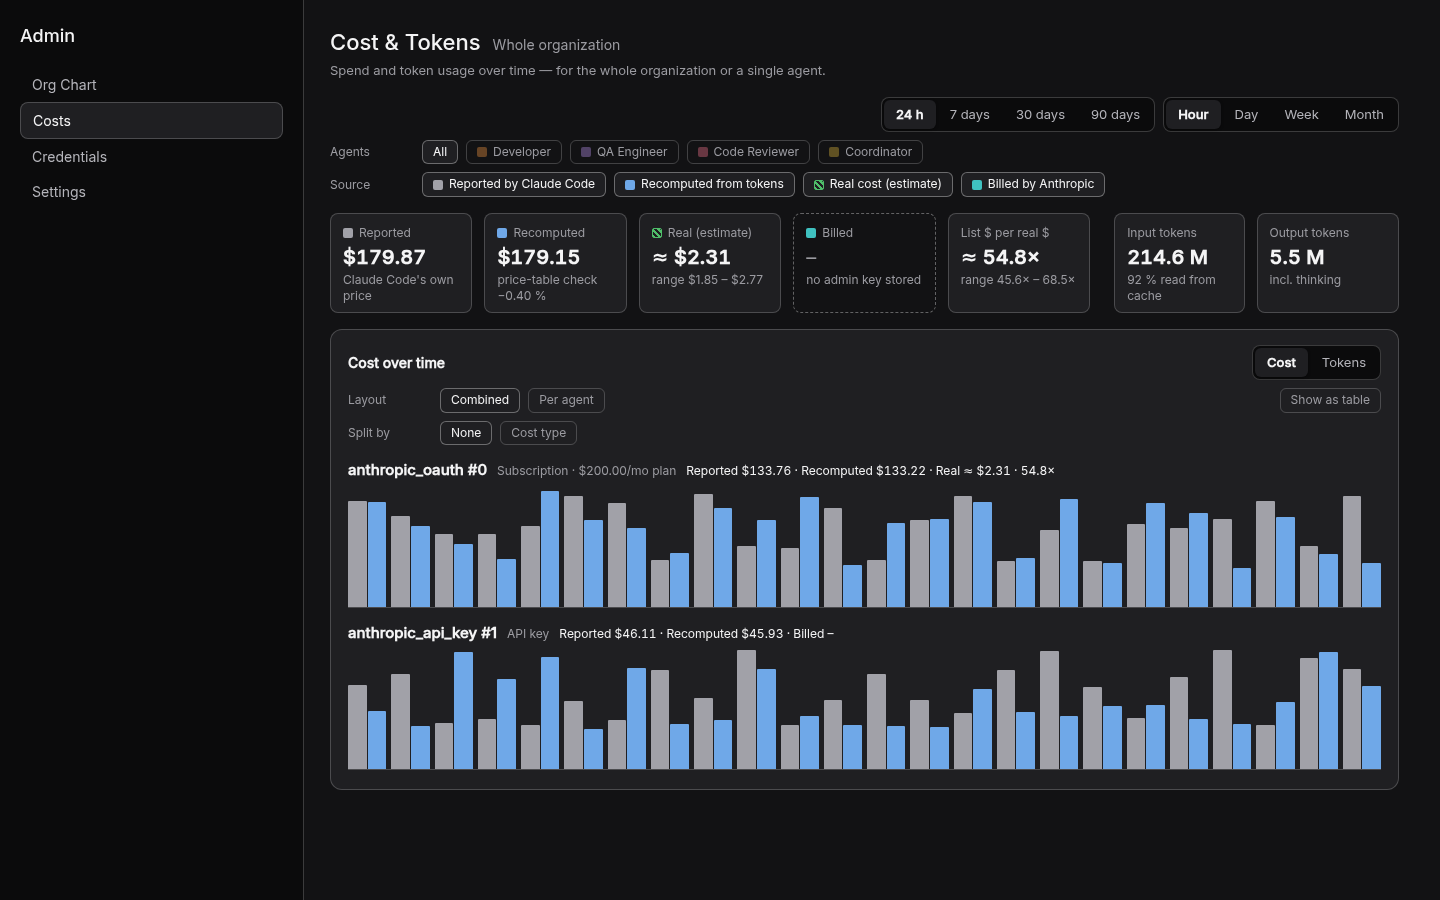 Admin
Org Chart
Costs
Credentials
Settings
Cost & Tokens Whole organization
Spend and token usage over time — for the whole organization or a single agent.
24 h 7 days 30 days 90 days Hour Day Week Month
Agents All Developer QA Engineer Code Reviewer Coordinator
Source Reported by Claude Code Recomputed from tokens Real cost (estimate) Billed by Anthropic
Reported
$179.87
Claude Code's own
price
Recomputed
$179.15
price-table check
−0.40 %
Real (estimate)
≈ $2.31
range $1.85 – $2.77
Billed
–
no admin key stored
List $ per real $
≈ 54.8×
range 45.6× – 68.5×
Input tokens
214.6 M
92 % read from
cache
Output tokens
5.5 M
incl. thinking
Cost over time Cost Tokens
Layout Combined Per agent Show as table
Split by None Cost type
anthropic_oauth #0 Subscription · $200.00/mo plan Reported $133.76 · Recomputed $133.22 · Real ≈ $2.31 · 54.8×
anthropic_api_key #1 API key Reported $46.11 · Recomputed $45.93 · Billed –